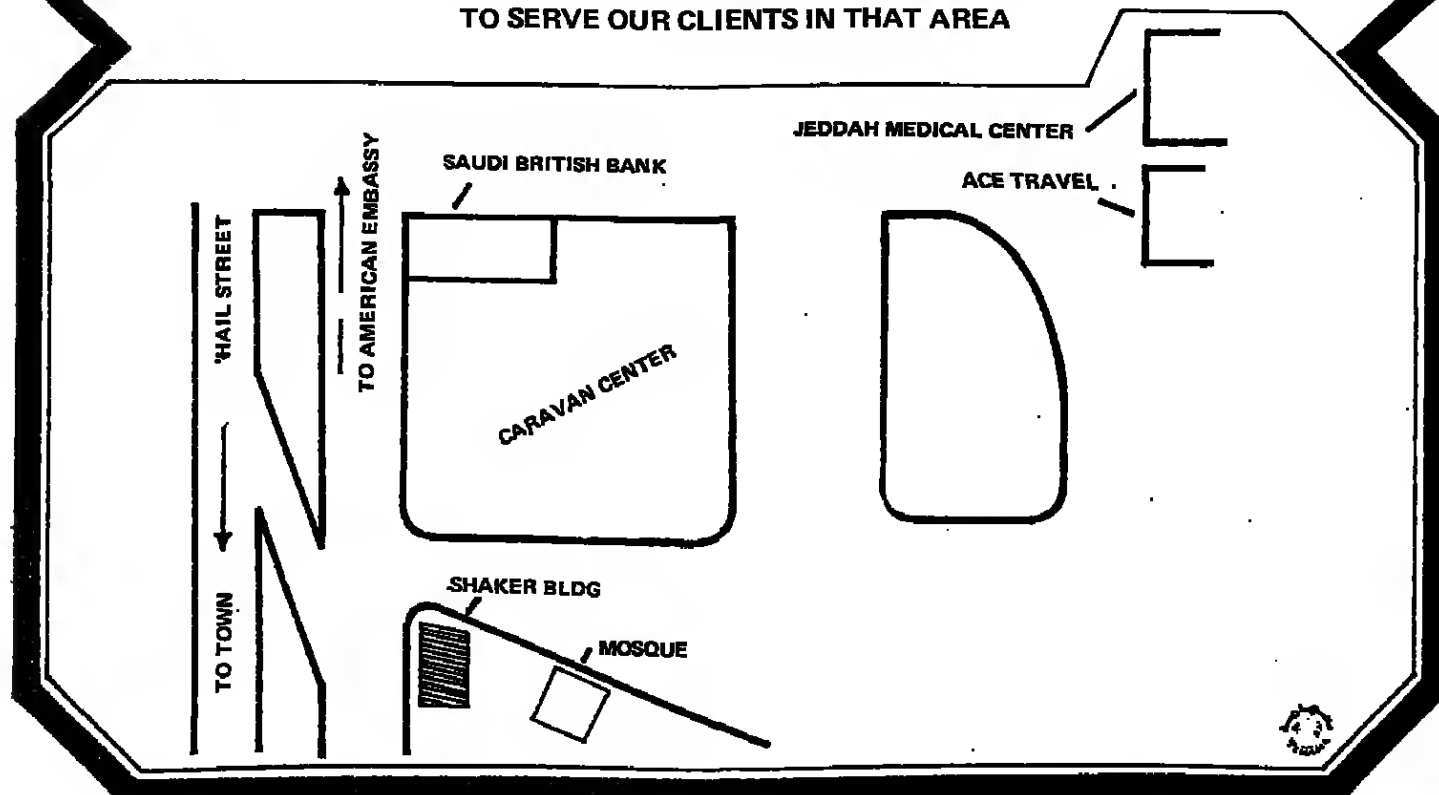 TO SERVE OUR CLIENTS IN THAT AREA
JEDDAH MEDICAL CENTER
SAUDI BRITISH BANK
ACE TRAVEL
HAIL STREET
TO AMERICAN EMBASSY
CARAVAN CENTER
SHAKER BLDG
MOSQUE
TO TOWN